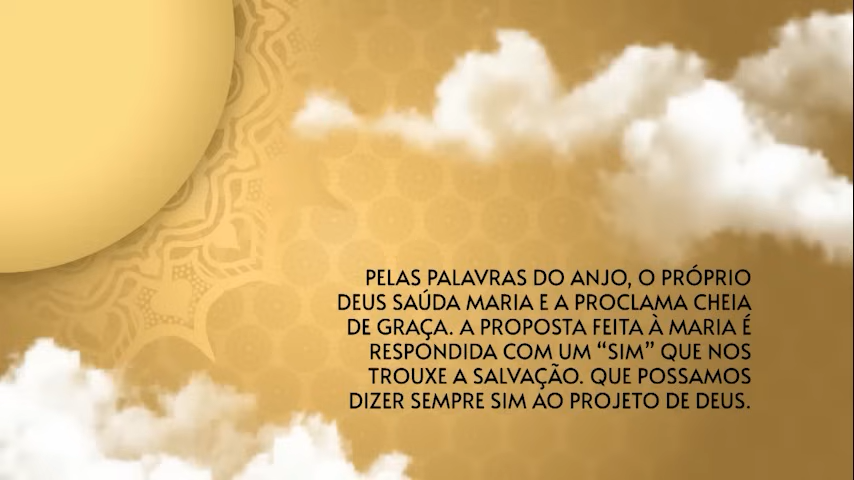 PELAS PALAVRAS DO ANJO, O PRÓPRIO
DEUS SAÚDA MARIA E A PROCLAMA CHEIA
DE GRAÇA. A PROPOSTA FEITA À MARIA É
RESPONDIDA COM UM “SIM” QUE NOS
TROUXE A SALVAÇÃO. QUE POSSAMOS
DIZER SEMPRE SIM AO PROJETO DE DEUS.